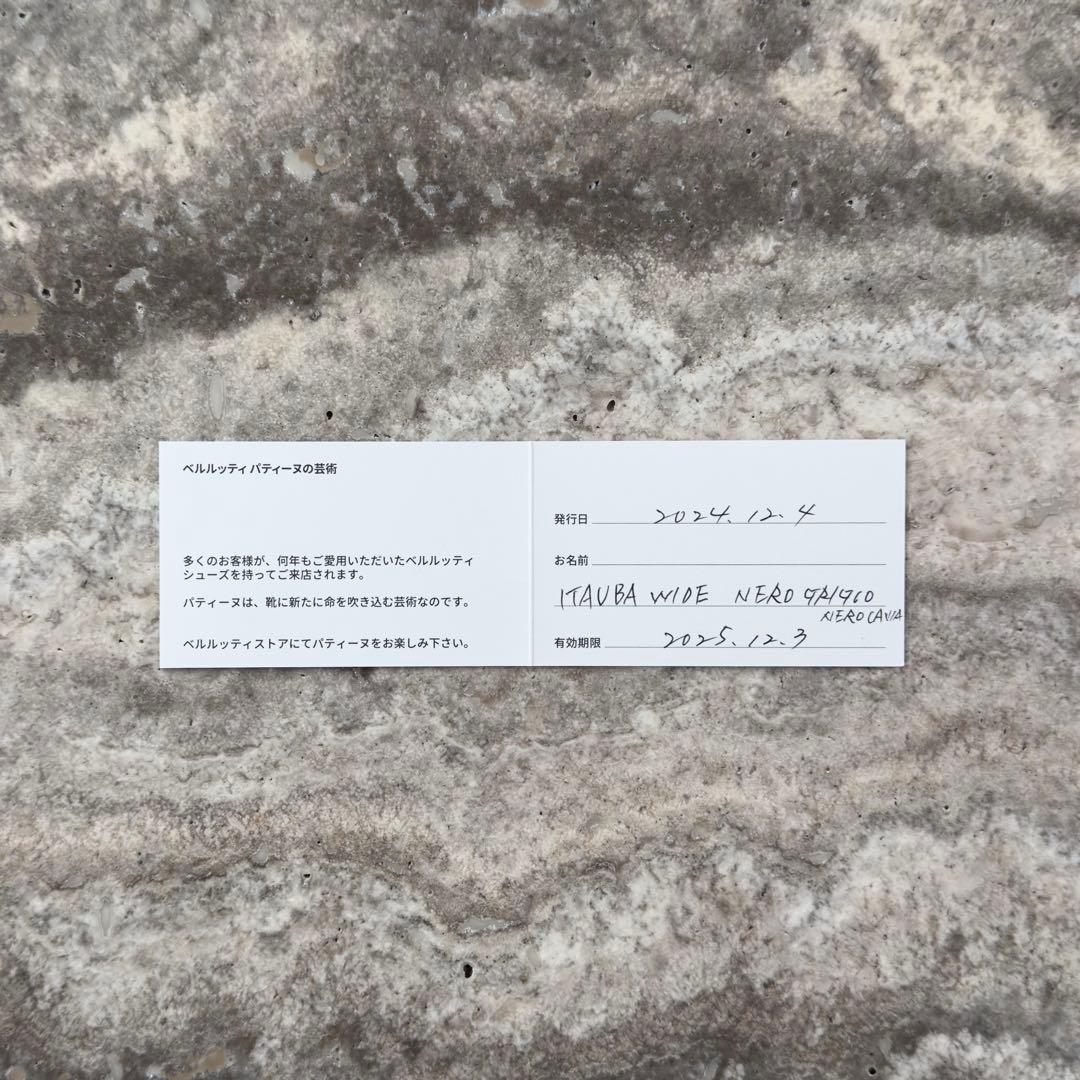 ベルルッティ パティーヌの芸術
多くのお客様が、何年もご愛用いただいたベルルッティ
シューズを持ってご来店されます。
パティーヌは、靴に新たに命を吹き込む芸術なのです。
ベルルッティストアにてパティーヌをお楽しみ下さい。
発行日 2024.12.4
お名前
ITAUBA WIDE NERO GRIGIO
NERO CAVIA
有効期限 2025.12.3